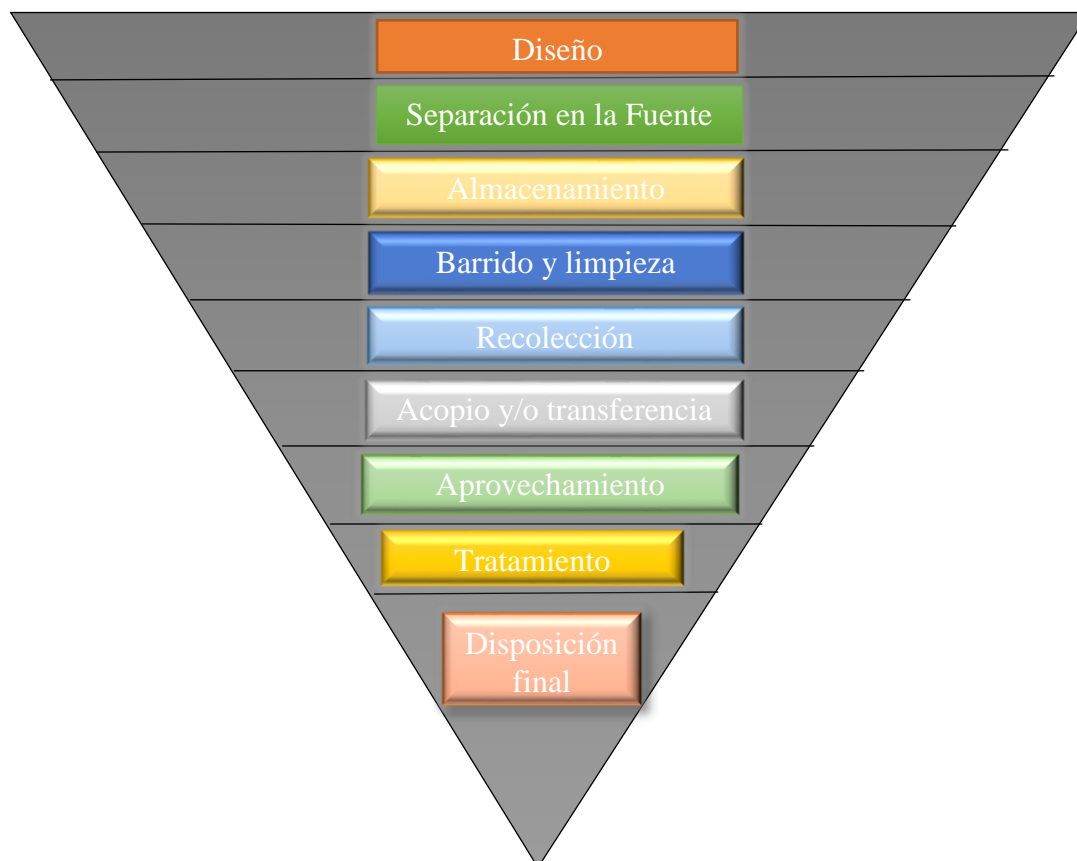 Diseño
Separación en la Fuente
Almacenamiento
Barrido y limpieza
Recolección
Acopio y/o transferencia
Aprovechamiento
Tratamiento
Disposición
final